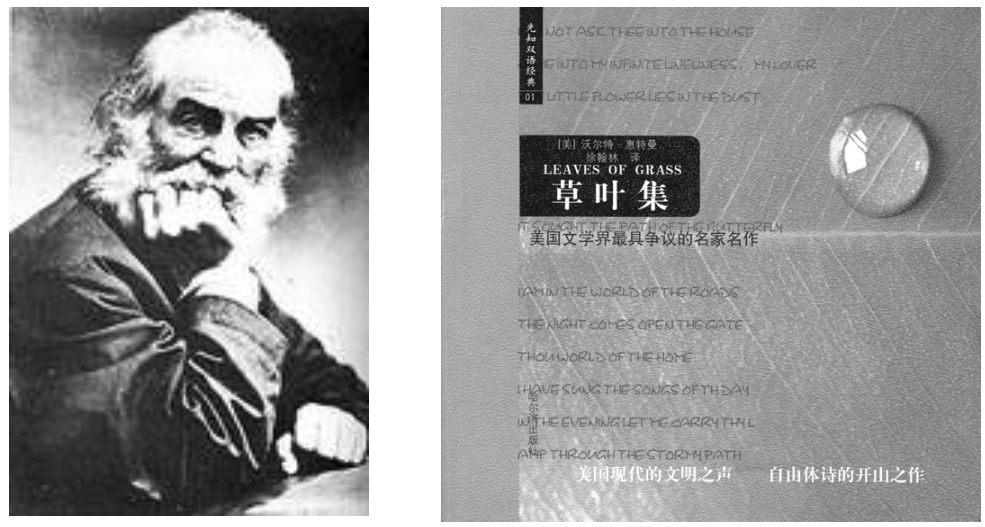 先知双语经典
01
NOT ASK THEE INTO THE HOUSE
E INTO MY INFINITE LINELINESS. MY LOVER
LITTLE FLOWER LIES IN THE DUST
[美] 沃尔特·惠特曼
徐翰林 译
LEAVES OF GRASS
草叶集
IT SOUGHT THE PATH OF THE BUTTERFLY
美国文学界最具争议的名家名作
I AM IN THE WORLD OF THE ROADS
THE NIGHT COMES OPEN THE GATE
THOU WORLD OF THE HOME
I HAVE SUNG THE SONGS OF TH DAY
IN THE EVENING LET ME CARRY THY L
AMP THROUGH THE STORMY PATH
哈尔滨出版
美国现代的文明之声 自由体诗的开山之作